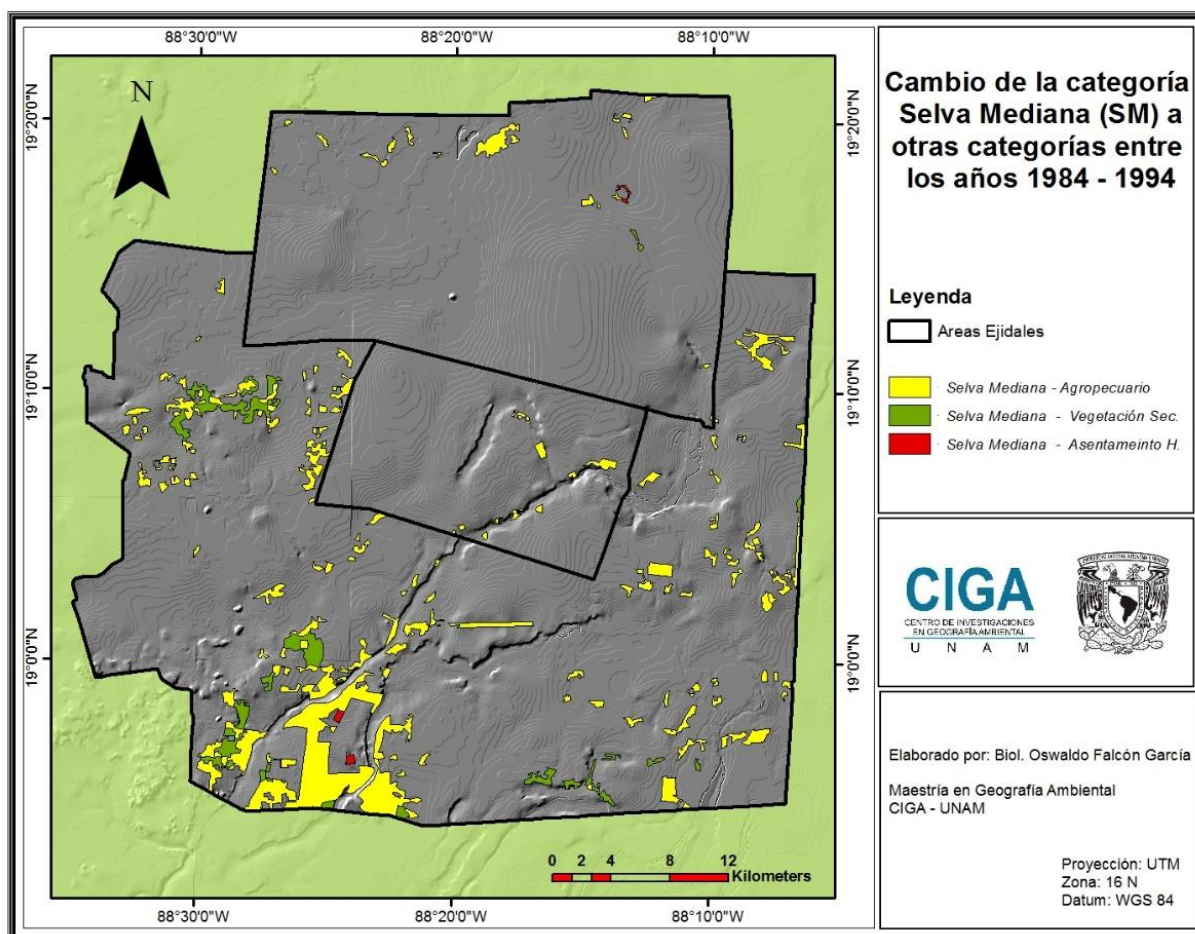 88°30'0"W
88°20'0"W
88°10'0"W
19°20'0"N
19°10'0"N
19°0'0"N
N
19°20'0"N
19°10'0"N
19°0'0"N
0 2 4 8 12
Kilometers
88°30'0"W
88°20'0"W
88°10'0"W
Cambio de la categoría
Selva Mediana (SM) a
otras categorías entre
los años 1984 - 1994
Leyenda
Areas Ejidales
Selva Mediana - Agropecuario
Selva Mediana - Vegetación Sec.
Selva Mediana - Asentameinto H.
CIGA
CENTRO DE INVESTIGACIONES
EN GEOGRAFÍA AMBIENTAL
U N A M
Elaborado por: Biol. Oswaldo Falcón García
Maestría en Geografía Ambiental
CIGA - UNAM
Proyección: UTM
Zona: 16 N
Datum: WGS 84